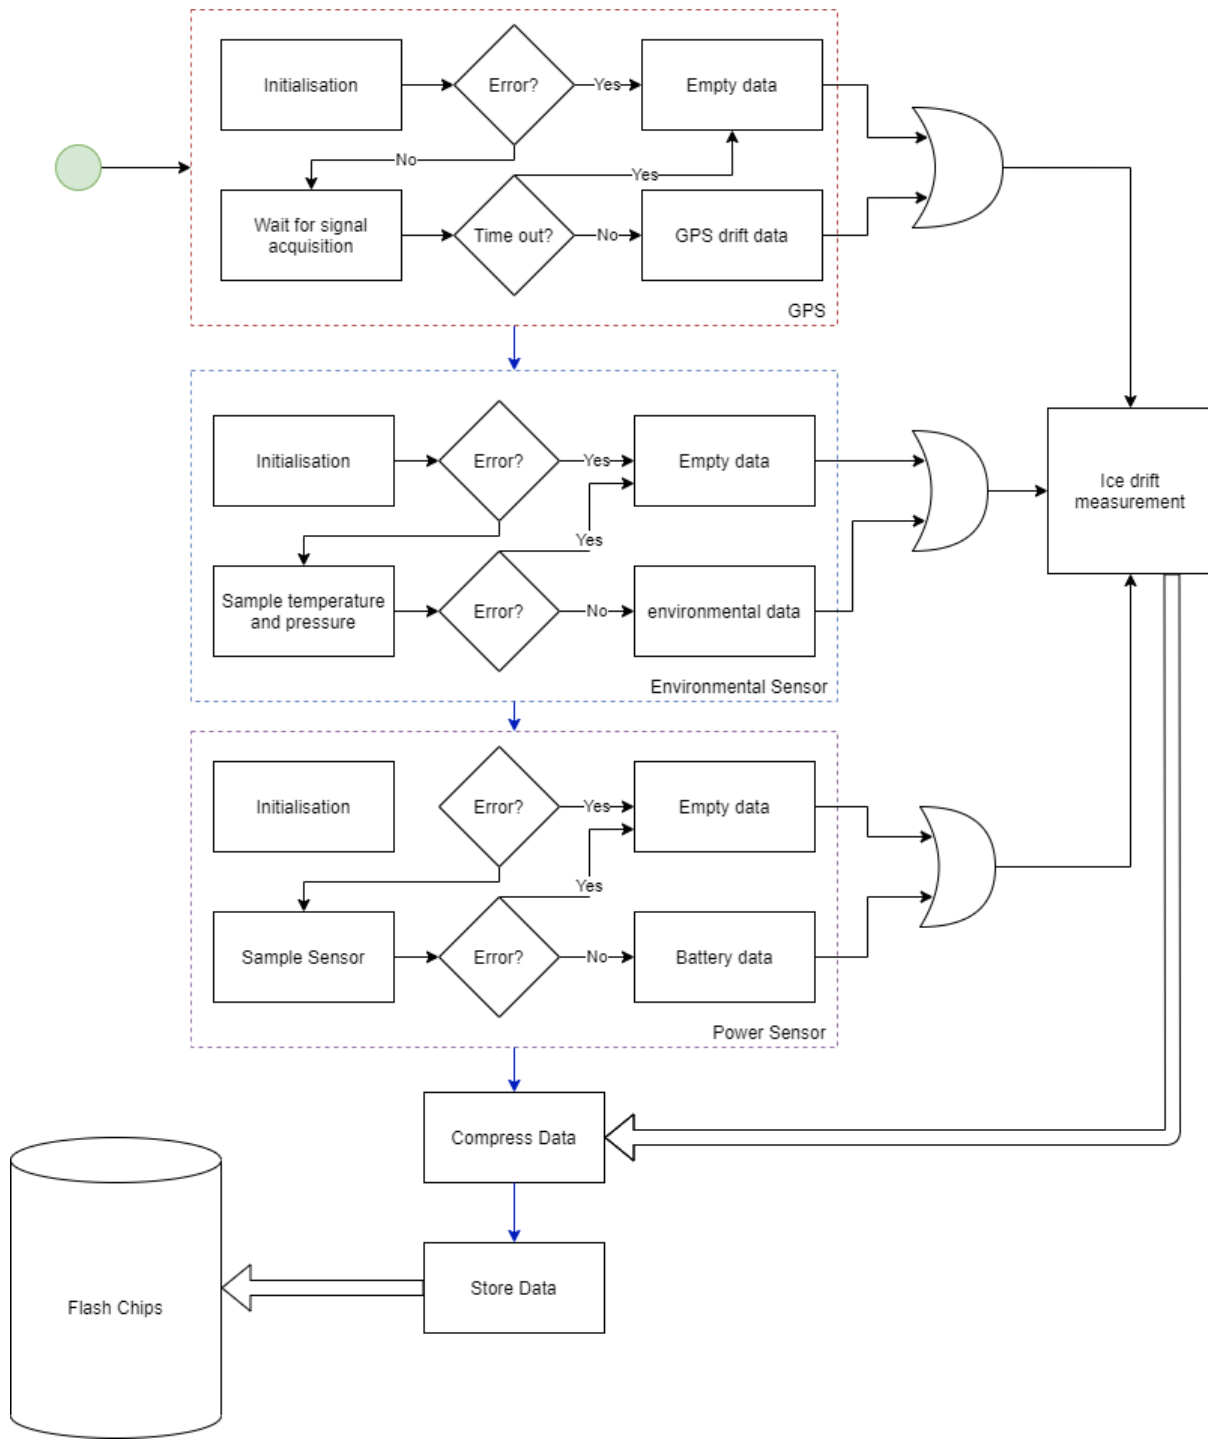 Initialisation
Error?
Yes
Empty data
No
Yes
Wait for signal
acquisition
Time out?
No
GPS drift data
GPS
Initialisation
Error?
Yes
Empty data
Ice drift
measurement
Yes
Sample temperature
and pressure
Error?
No
environmental data
Environmental Sensor
Initialisation
Error?
Yes
Empty data
Yes
Sample Sensor
Error?
No
Battery data
Power Sensor
Compress Data
Store Data
Flash Chips